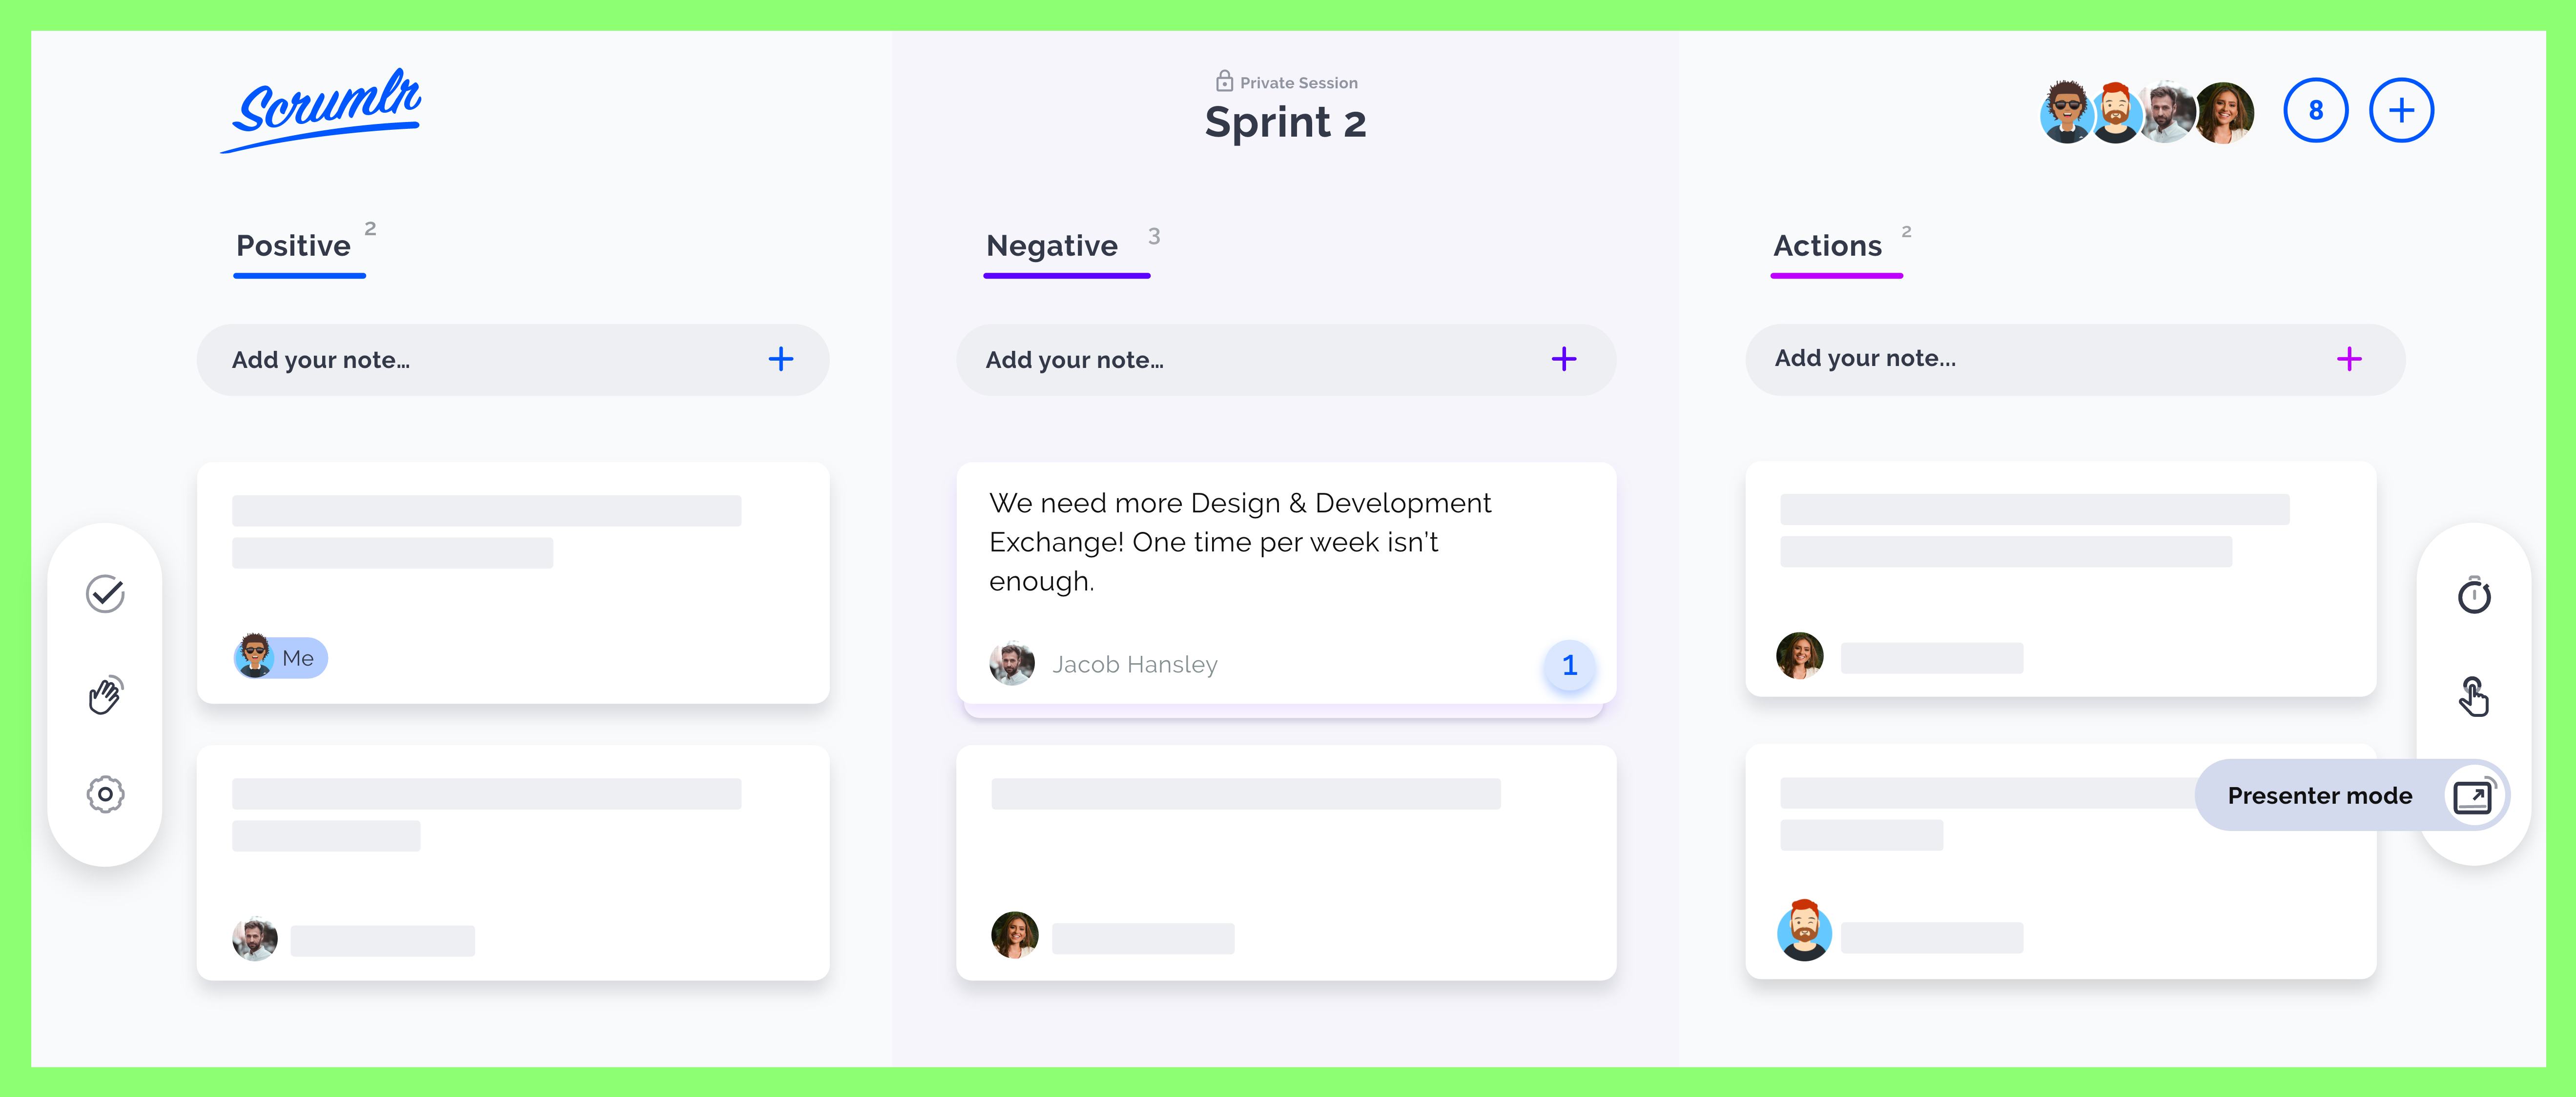 Scrumlr
Private Session
Sprint 2
8
Positive 2
Negative 3
Actions 2
Add your note...
Add your note...
Add your note...
We need more Design & Development
Exchange! One time per week isn’t
enough.
Me
Jacob Hansley
1
Presenter mode